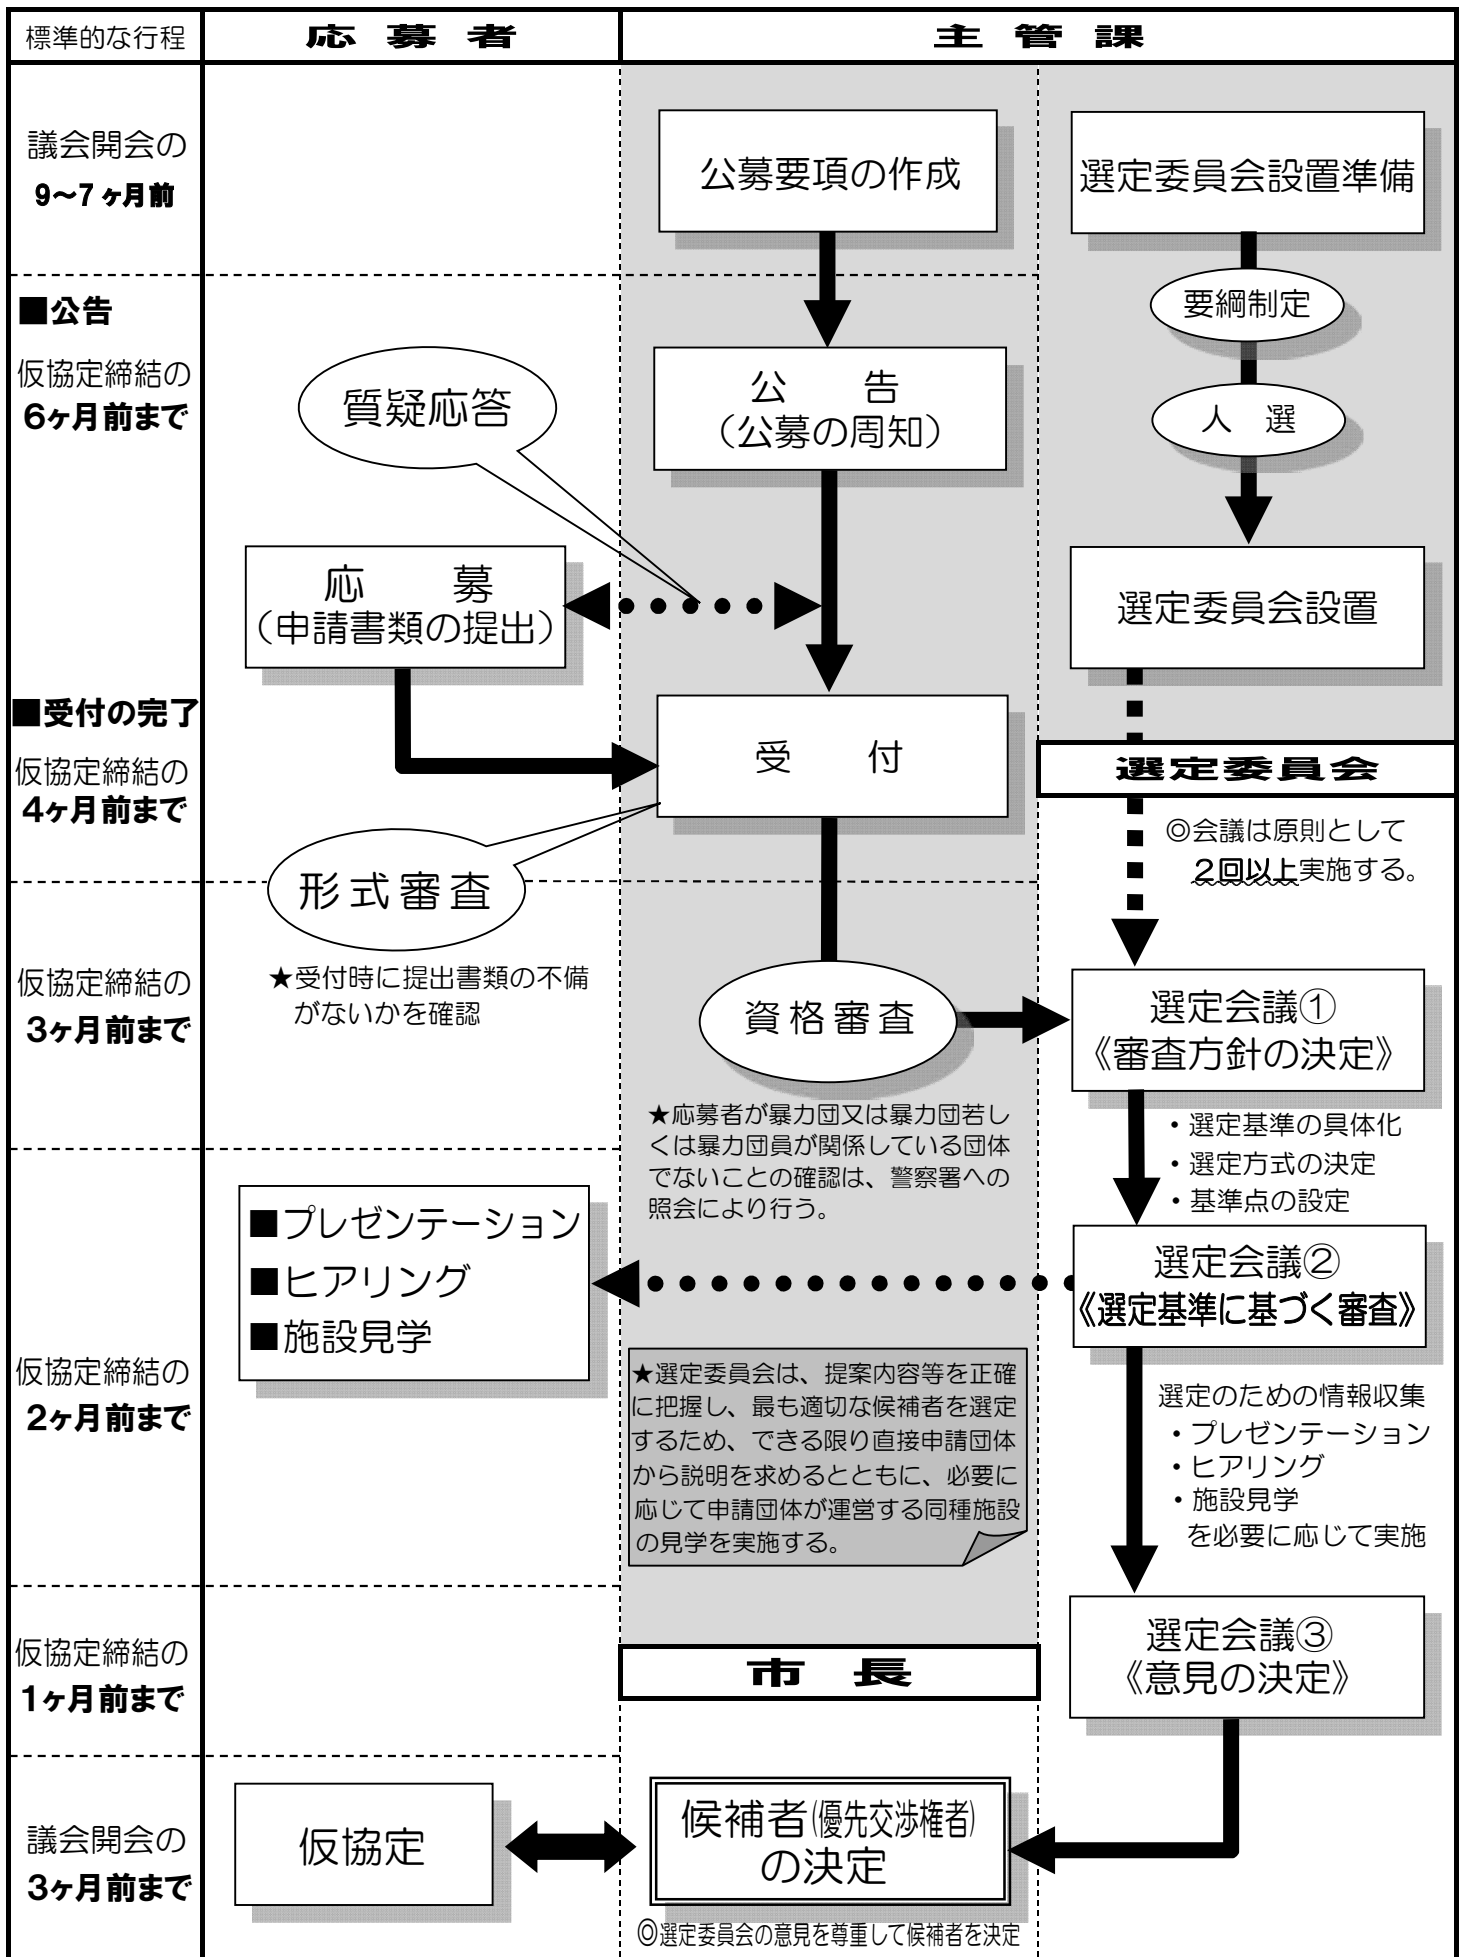 標準的な行程
応募者
主管課
議会開会の
9～7ヶ月前
公募要項の作成
選定委員会設置準備
要綱制定
人　選
■公告
仮協定締結の
6ヶ月前まで
質疑応答
公　　告
（公募の周知）
応　　募
（申請書類の提出）
選定委員会設置
■受付の完了
仮協定締結の
4ヶ月前まで
受　　付
選定委員会
◎会議は原則として
２回以上実施する。
形式審査
★受付時に提出書類の不備
がないかを確認
仮協定締結の
3ヶ月前まで
資格審査
選定会議①
《審査方針の決定》
★応募者が暴力団又は暴力団若し
くは暴力団員が関係している団体
でないことの確認は、警察署への
照会により行う。
・選定基準の具体化
・選定方式の決定
・基準点の設定
■プレゼンテーション
■ヒアリング
■施設見学
選定会議②
《選定基準に基づく審査》
仮協定締結の
2ヶ月前まで
★選定委員会は、提案内容等を正確
に把握し、最も適切な候補者を選定
するため、できる限り直接申請団体
から説明を求めるとともに、必要に
応じて申請団体が運営する同種施設
の見学を実施する。
選定のための情報収集
・プレゼンテーション
・ヒアリング
・施設見学
を必要に応じて実施
仮協定締結の
1ヶ月前まで
市長
選定会議③
《意見の決定》
議会開会の
3ヶ月前まで
仮協定
候補者(優先交渉権者)
の決定
◎選定委員会の意見を尊重して候補者を決定